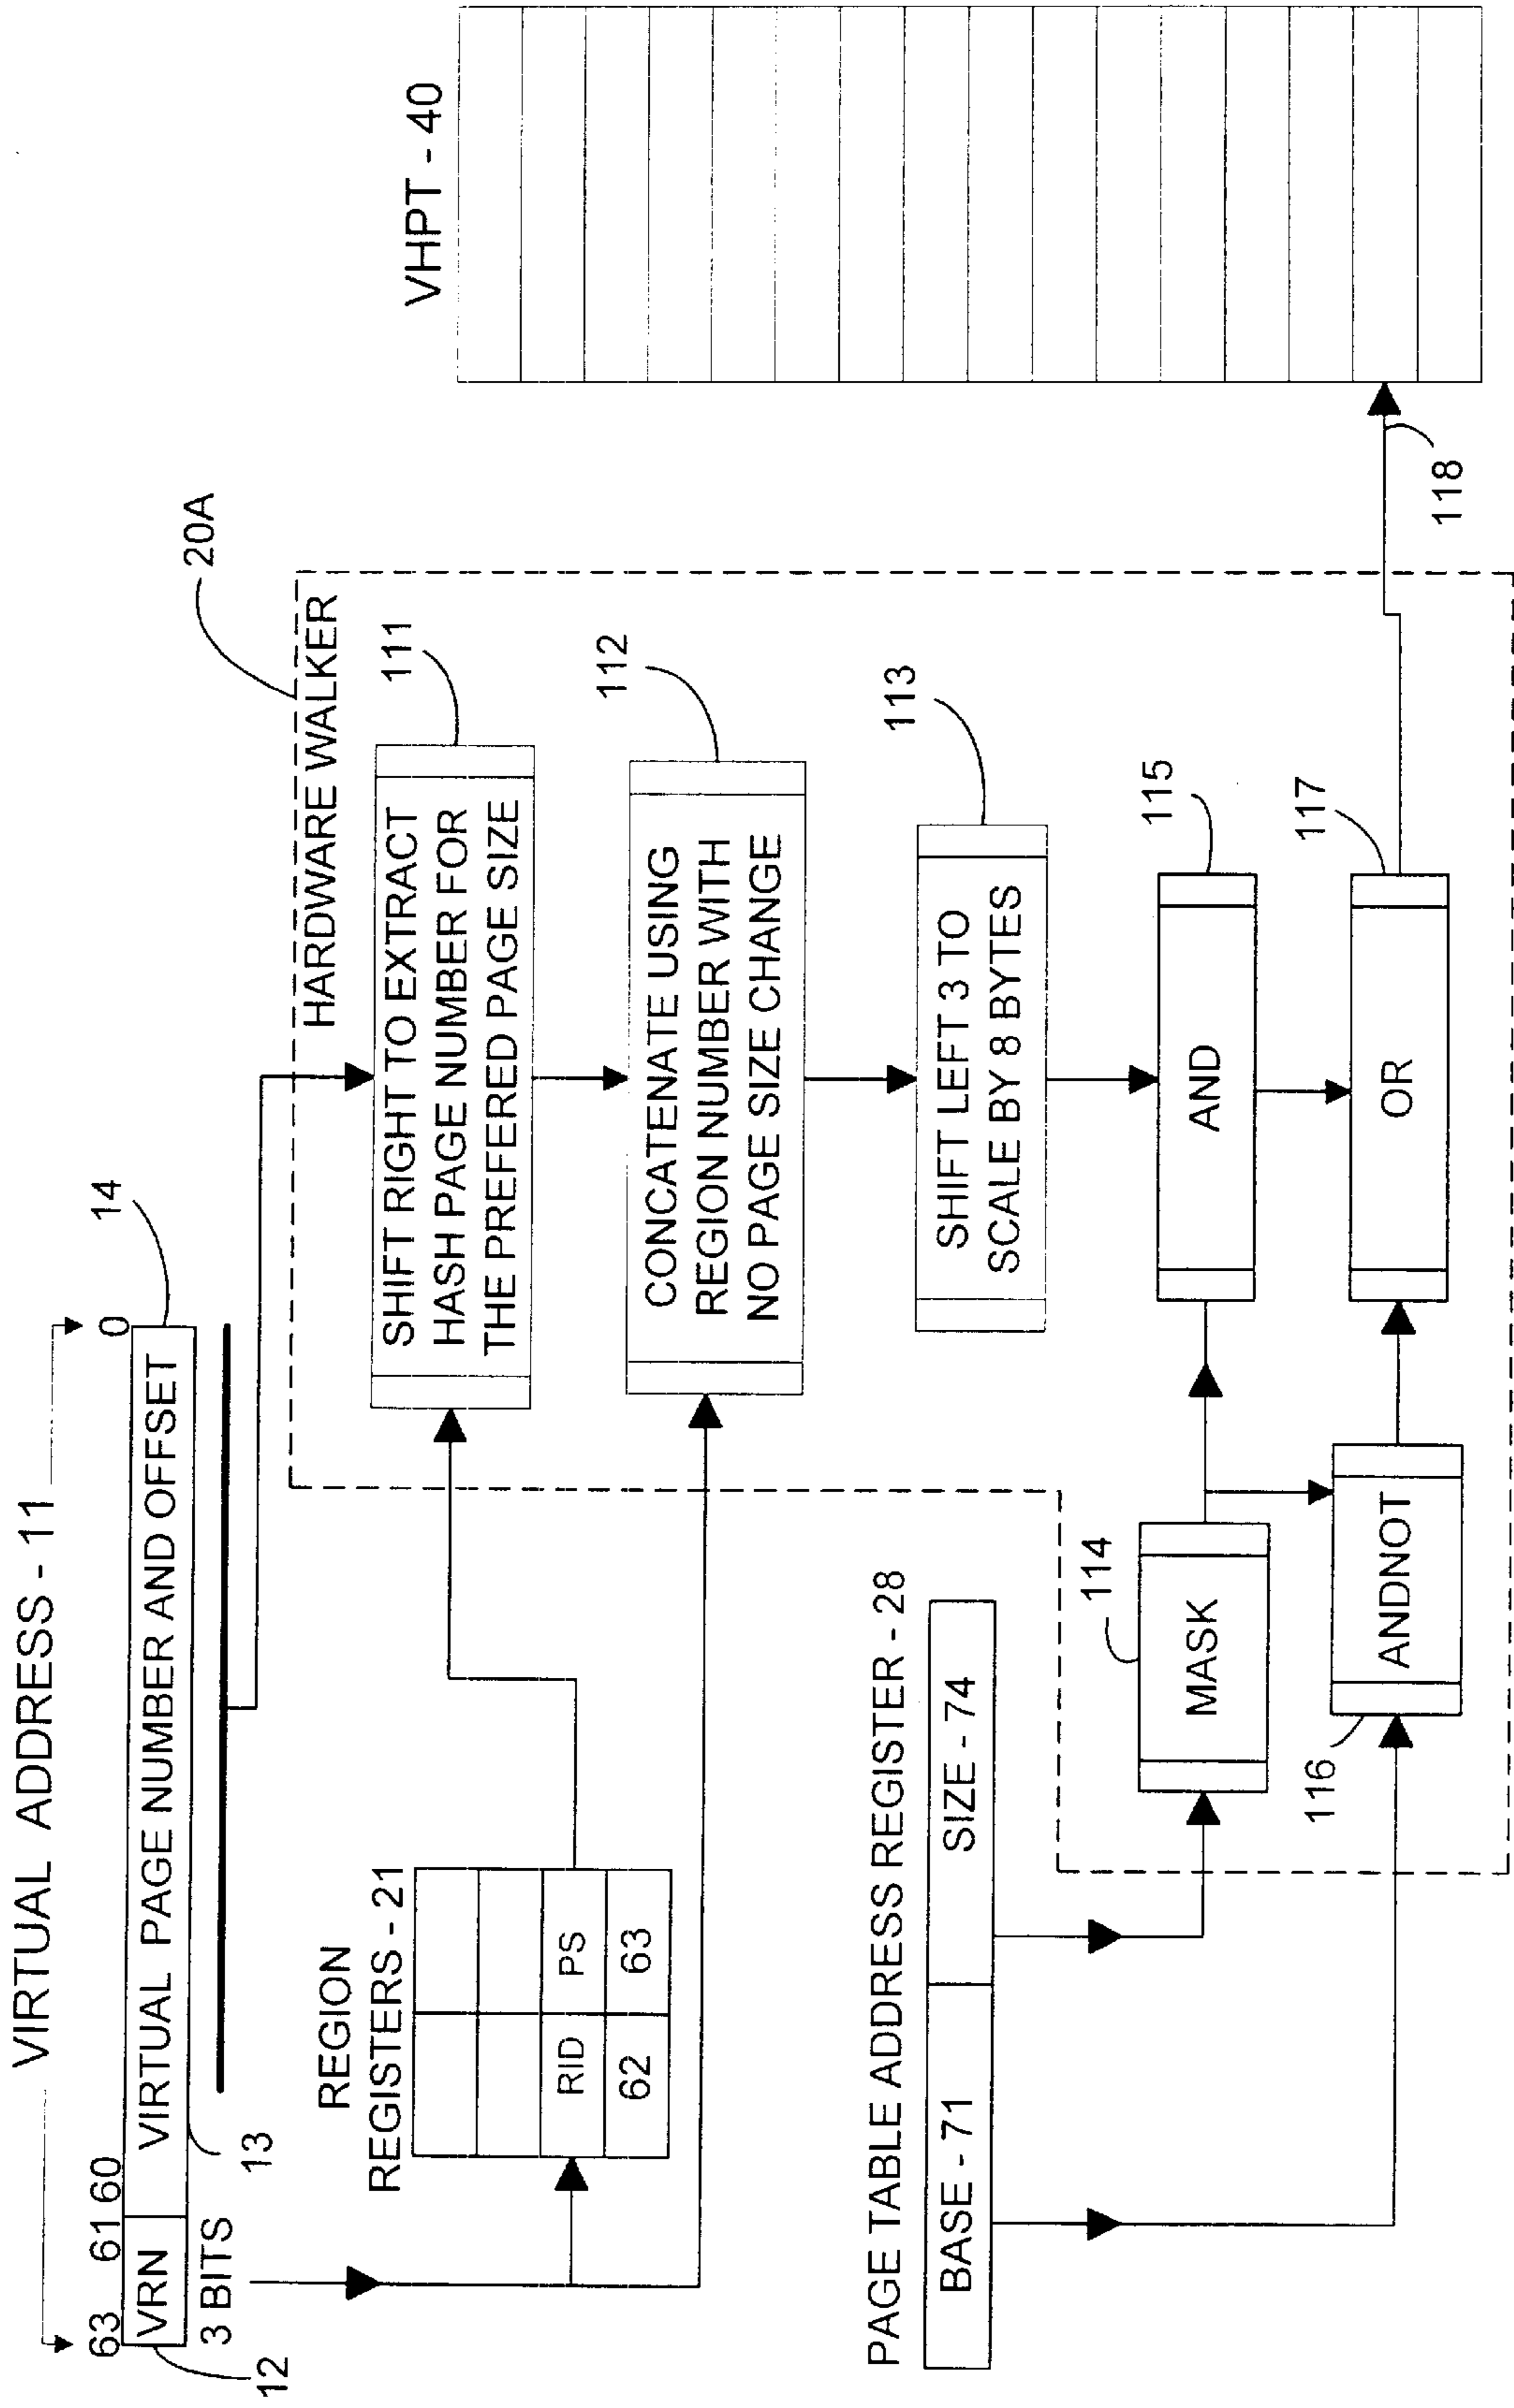 VIRTUAL ADDRESS - 11
63
61
60
0
VRN
VIRTUAL PAGE NUMBER AND OFFSET
14
12
3 BITS
13
20A
HARDWARE WALKER
VHPT - 40
REGION
REGISTERS - 21
RID
PS
62
63
SHIFT RIGHT TO EXTRACT
HASH PAGE NUMBER FOR
THE PREFERED PAGE SIZE
111
CONCATENATE USING
REGION NUMBER WITH
NO PAGE SIZE CHANGE
112
SHIFT LEFT 3 TO
SCALE BY 8 BYTES
113
PAGE TABLE ADDRESS REGISTER - 28
BASE - 71
SIZE - 74
114
MASK
AND
115
116
ANDNOT
OR
117
118